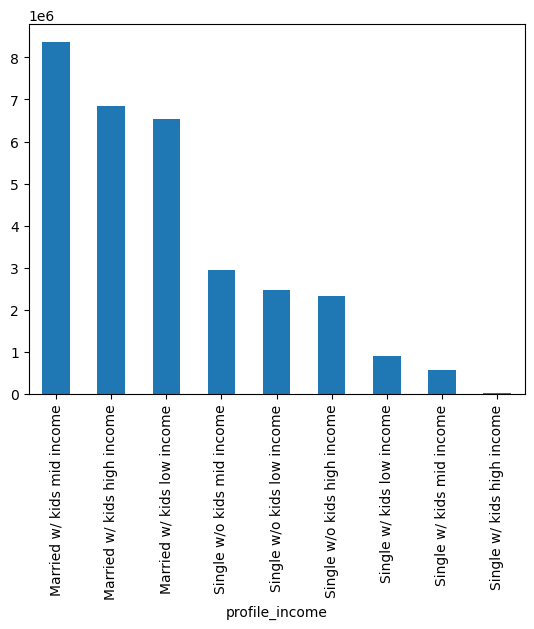 1e6
8
7
6
5
4
3
2
1
0
Married w/ kids mid income
Married w/ kids high income
Married w/ kids low income
Single w/o kids mid income
Single w/o kids low income
Single w/o kids high income
Single w/ kids low income
Single w/ kids mid income
Single w/ kids high income
profile_income